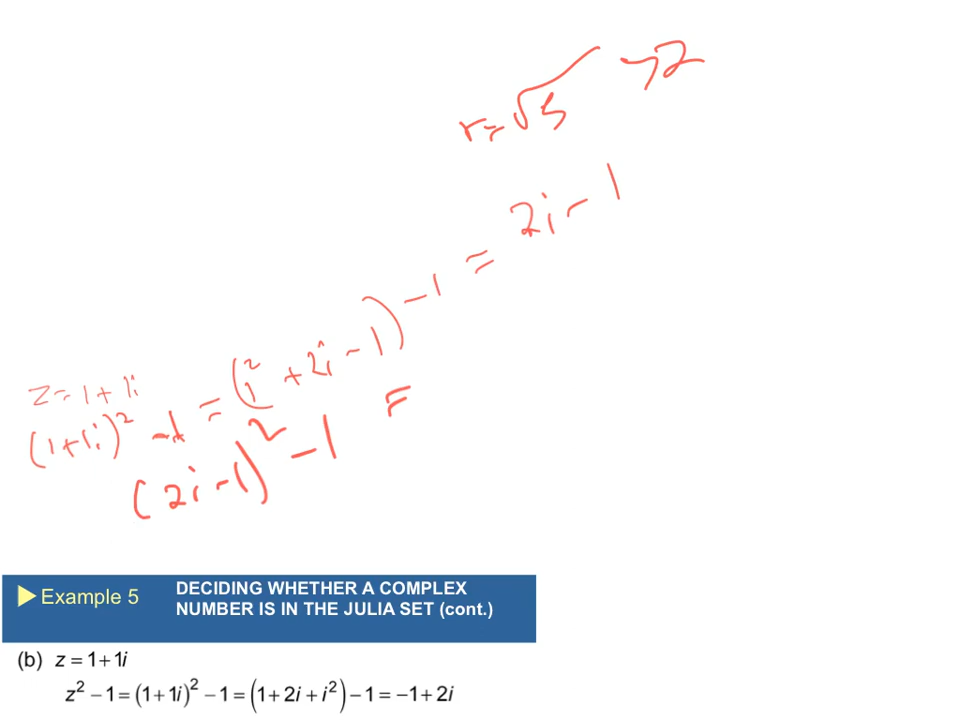 r = √5 > 2
z = 1 + 1i
(1+1i)² - 1 = (1² + 2i - 1) - 1 = 2i - 1
(2i - 1)² - 1 =
Example 5
DECIDING WHETHER A COMPLEX
NUMBER IS IN THE JULIA SET (cont.)
(b) z = 1 + 1i
z² − 1 = (1 + 1i)² − 1 = (1 + 2i + i²) − 1 = −1 + 2i